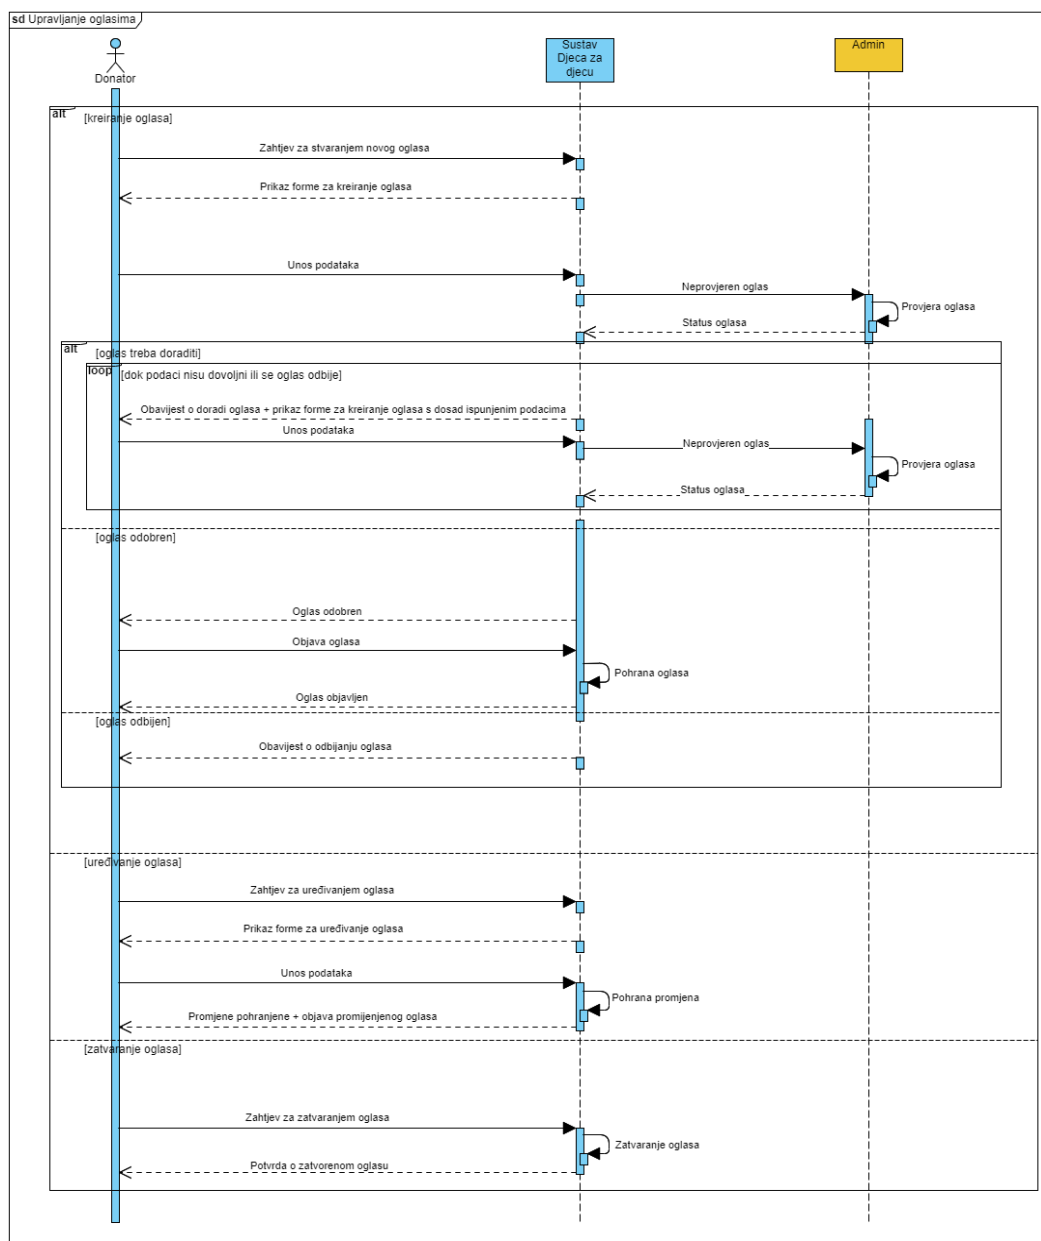 sd Upravljanje oglasima
Donator
Sustav
Djeca za
djecu
Admin
alt
[kreiranje oglasa]
Zahtjev za stvaranjem novog oglasa
Prikaz forme za kreiranje oglasa
Unos podataka
Neprovjeren oglas
Provjera oglasa
Status oglasa
alt
[oglas treba doraditi]
loop
[dok podaci nisu dovoljni ili se oglas odbije]
Obavijest o doradi oglasa + prikaz forme za kreiranje oglasa s dosad ispunjenim podacima
Unos podataka
Neprovjeren oglas
Provjera oglasa
Status oglasa
[oglas odobren]
Oglas odobren
Objava oglasa
Pohrana oglasa
Oglas objavljen
[oglas odbijen]
Obavijest o odbijanju oglasa
[uređivanje oglasa]
Zahtjev za uređivanjem oglasa
Prikaz forme za uređivanje oglasa
Unos podataka
Pohrana promjena
Promjene pohranjene + objava promijenjenog oglasa
[zatvaranje oglasa]
Zahtjev za zatvaranjem oglasa
Zatvaranje oglasa
Potvrda o zatvorenom oglasu